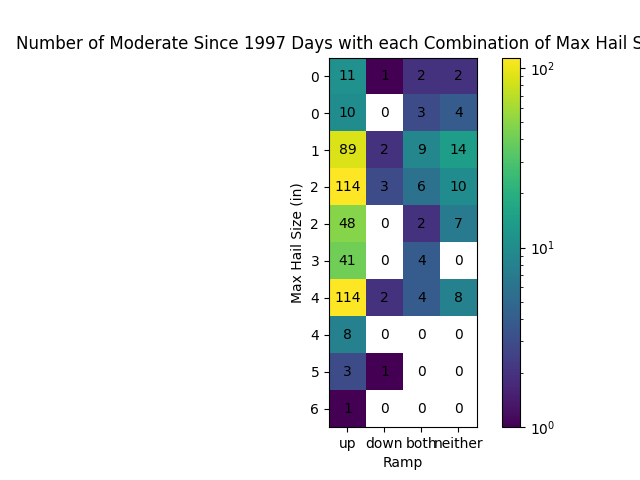 Number of Moderate Since 1997 Days with each Combination of Max Hail S
0 11 1 2 2
0 10 0 3 4
1 89 2 9 14
2 114 3 6 10
2 48 0 2 7
3 41 0 4 0
4 114 2 4 8
4 8 0 0 0
5 3 1 0 0
6 1 0 0 0
up down both neither
Ramp
Max Hail Size (in)
10²
10¹
10⁰